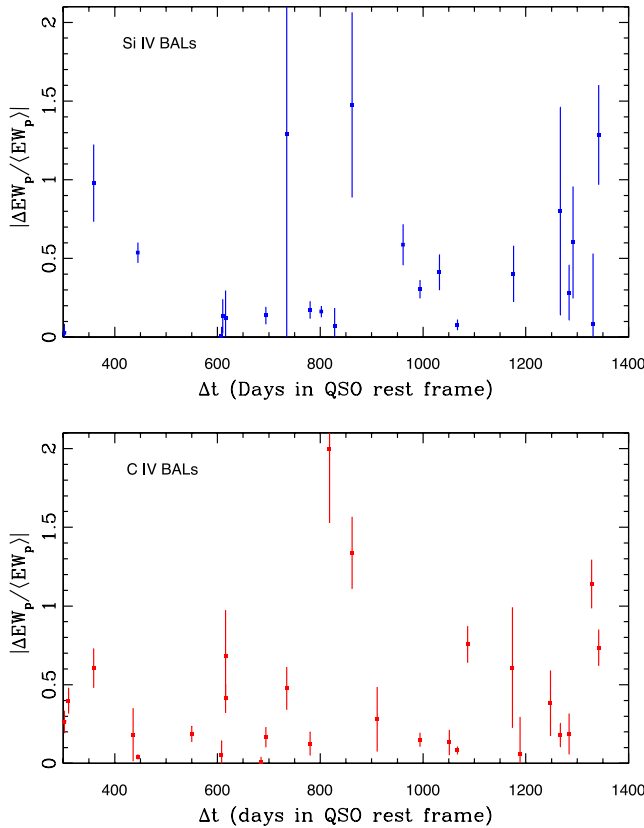 2
Si IV BALs
1.5
|ΔEW_p/⟨EW_p⟩|
1
0.5
0
400 600 800 1000 1200 1400
Δt (Days in QSO rest frame)
2
C IV BALs
1.5
|ΔEW_p/⟨EW_p⟩|
1
0.5
0
400 600 800 1000 1200 1400
Δt (days in QSO rest frame)